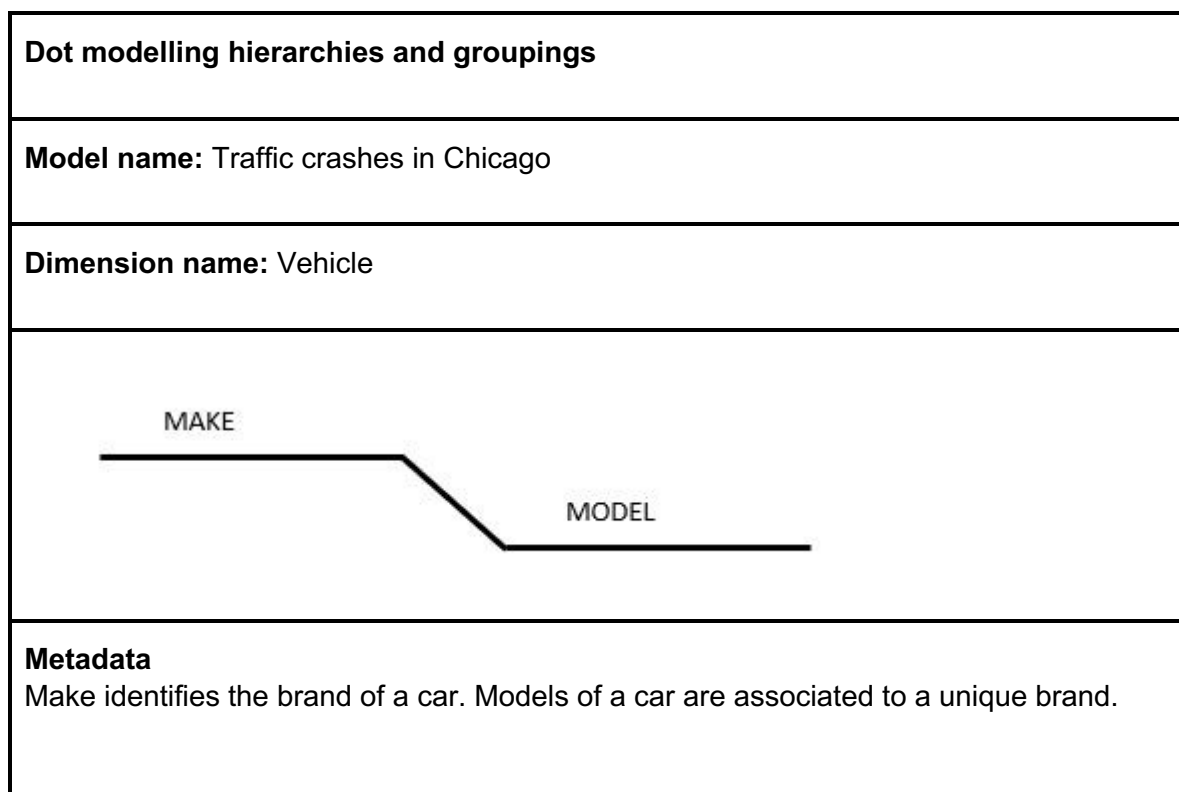 Dot modelling hierarchies and groupings
Model name: Traffic crashes in Chicago
Dimension name: Vehicle
MAKE
MODEL
Metadata
Make identifies the brand of a car. Models of a car are associated to a unique brand.